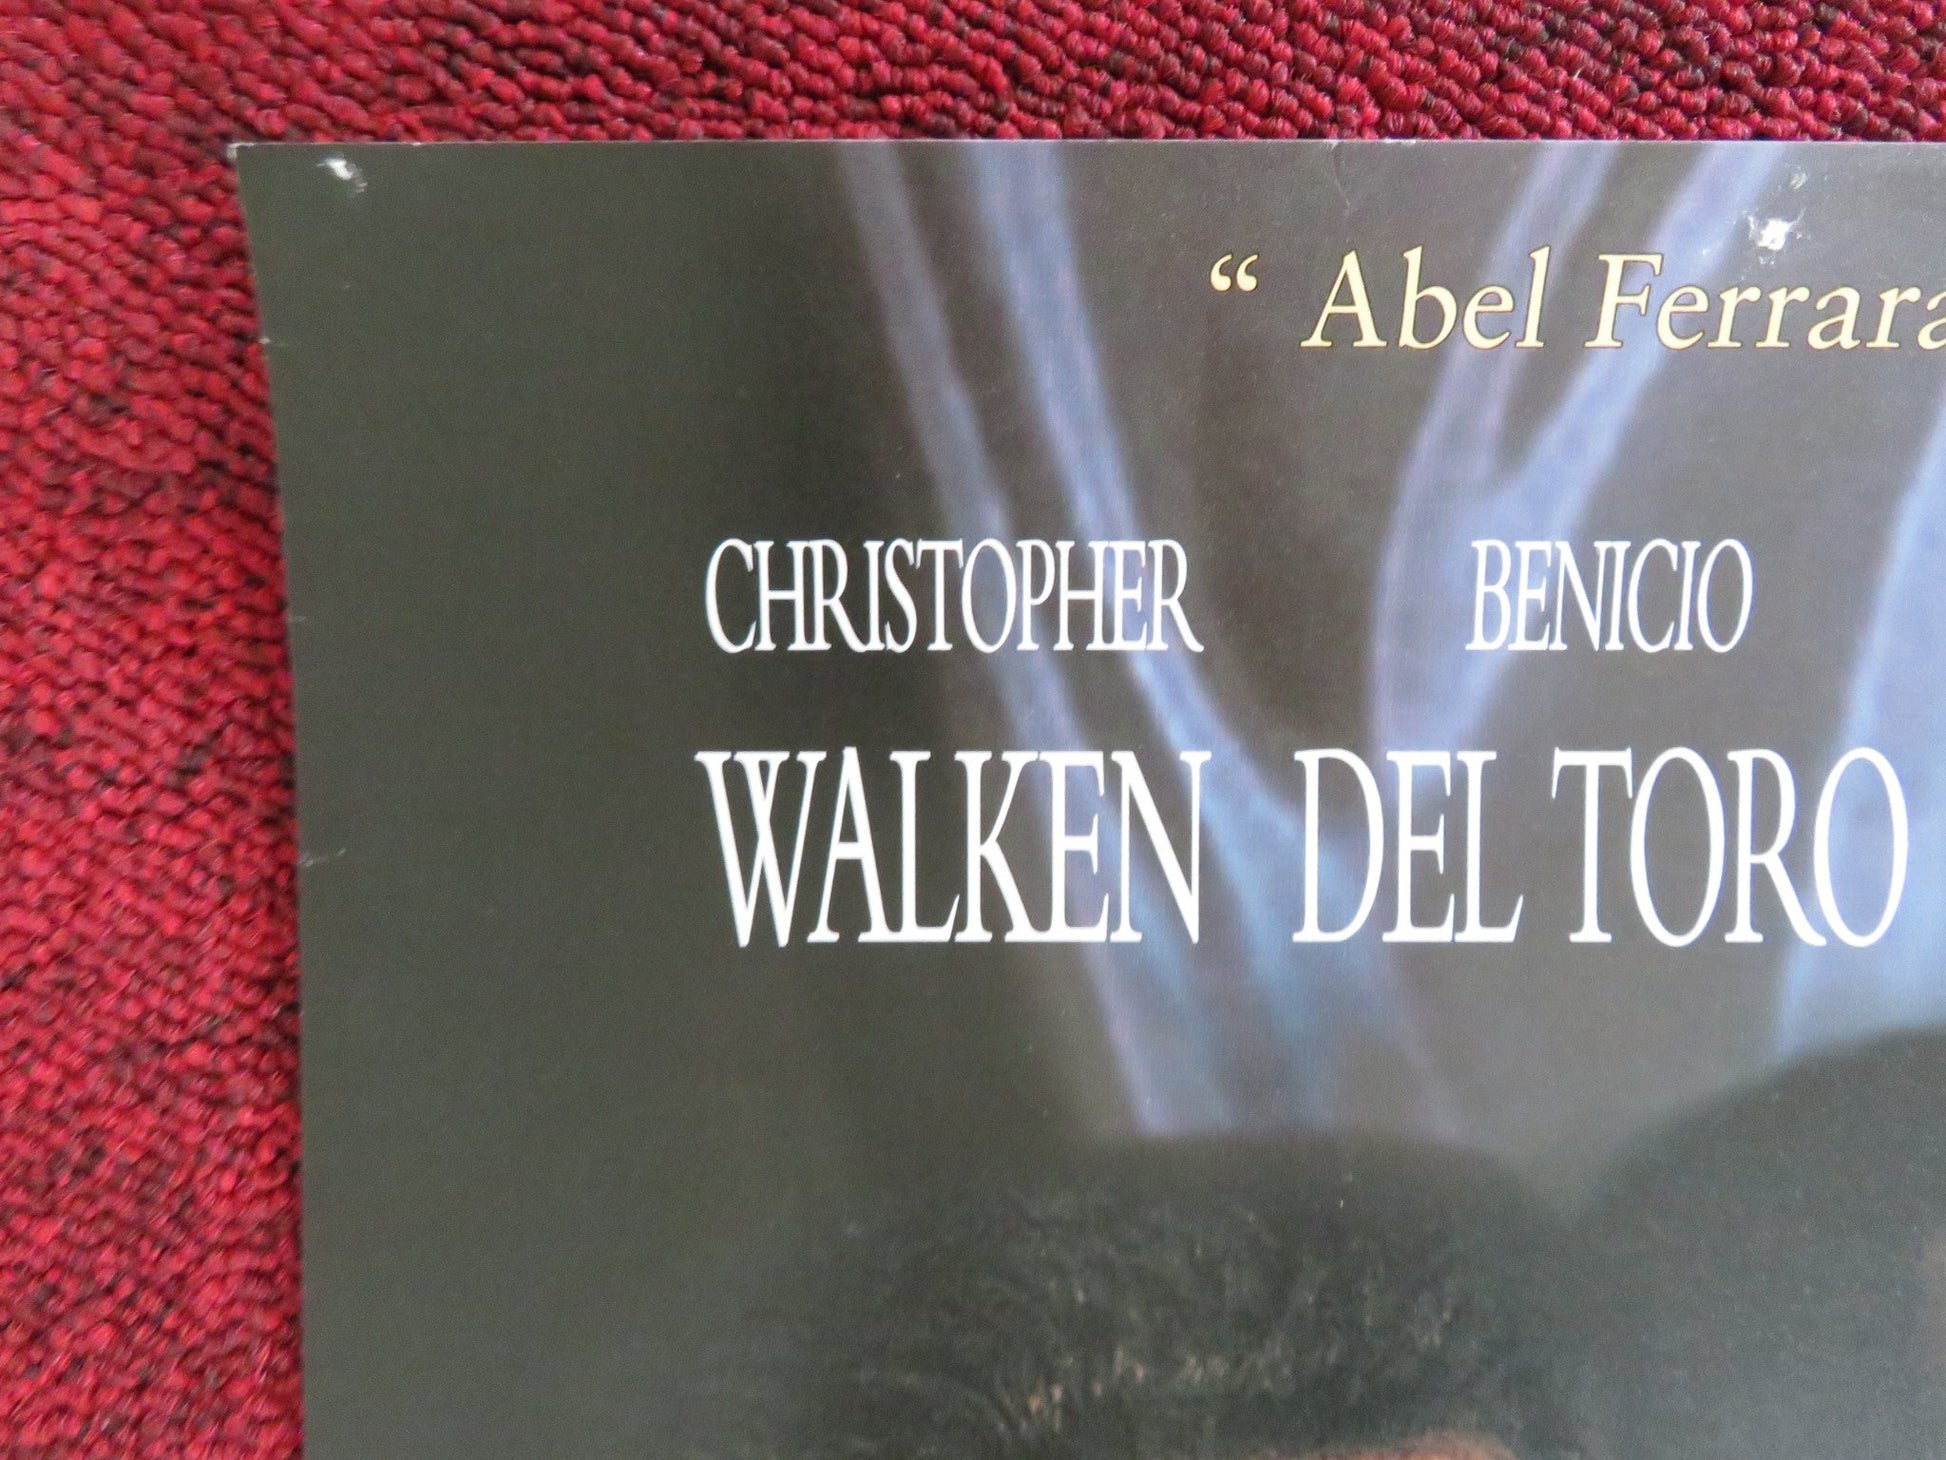 “ Abel Ferrara
CHRISTOPHER BENICIO
WALKEN DEL TORO